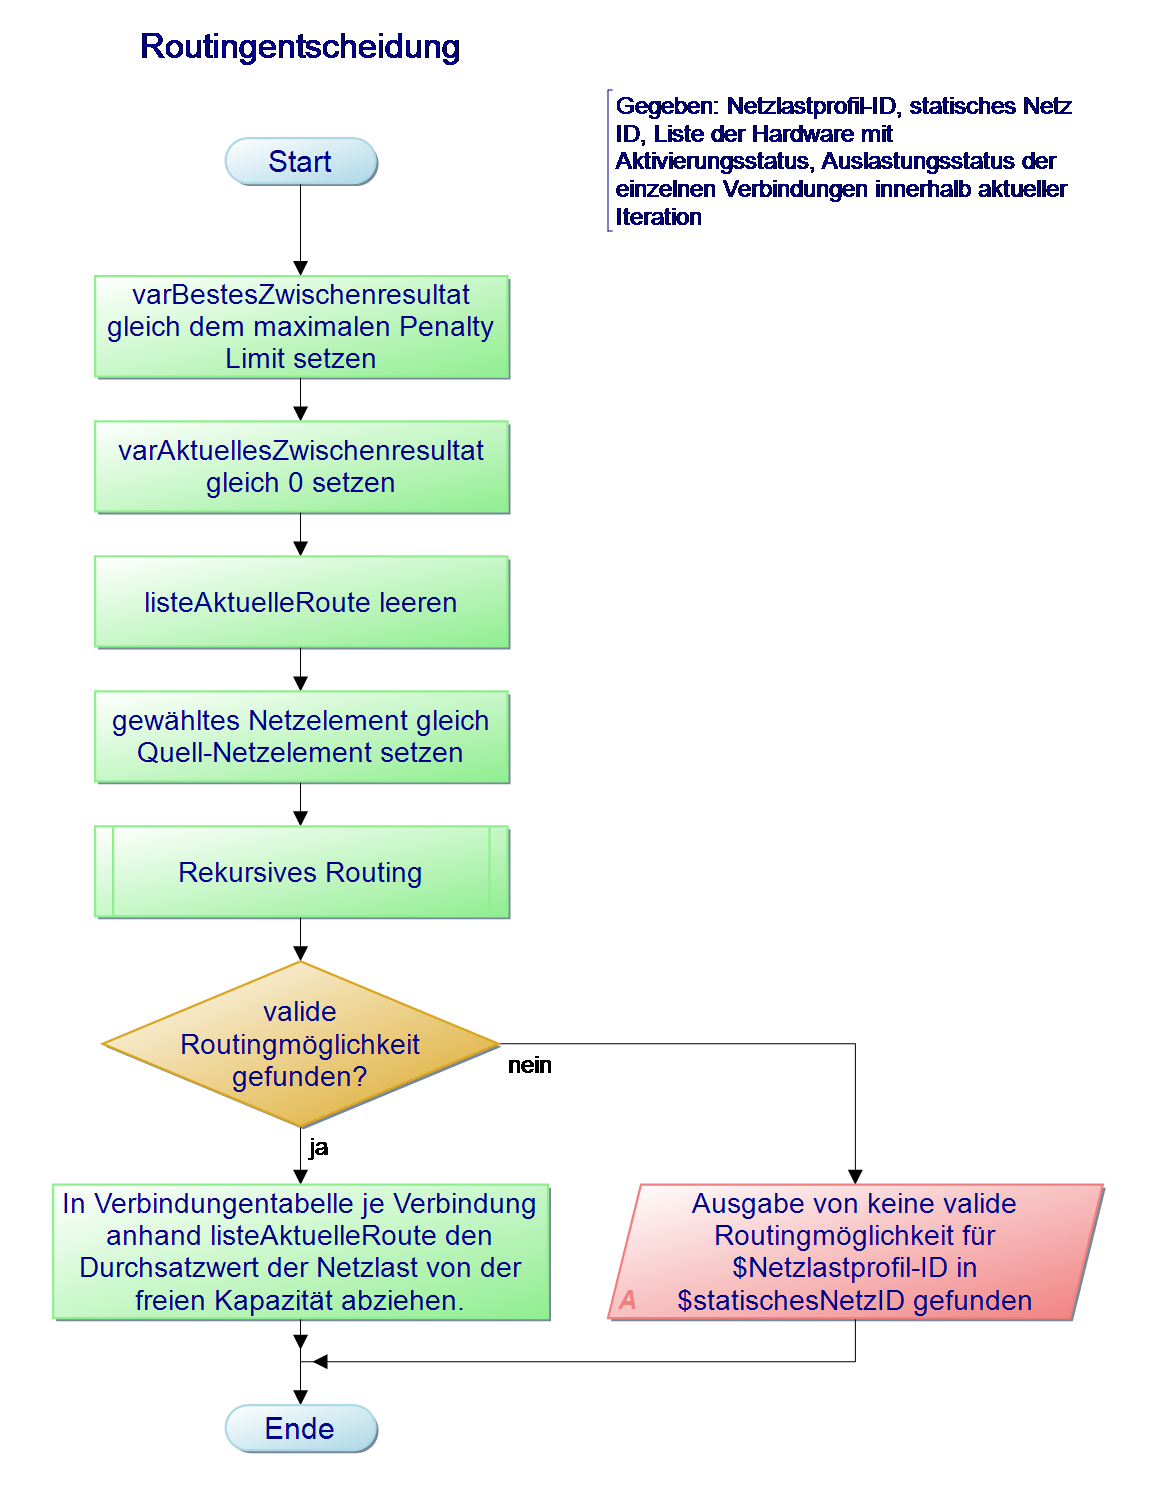 Routingentscheidung
Gegeben: Netzlastprofil-ID, statisches Netz
ID, Liste der Hardware mit
Aktivierungsstatus, Auslastungsstatus der
einzelnen Verbindungen innerhalb aktueller
Iteration
Start
varBestesZwischenresultat
gleich dem maximalen Penalty
Limit setzen
varAktuellesZwischenresultat
gleich 0 setzen
listeAktuelleRoute leeren
gewähltes Netzelement gleich
Quell-Netzelement setzen
Rekursives Routing
valide
Routingmöglichkeit
gefunden?
nein
ja
In Verbindungentabelle je Verbindung
anhand listeAktuelleRoute den
Durchsatzwert der Netzlast von der
freien Kapazität abziehen.
Ausgabe von keine valide
Routingmöglichkeit für
$Netzlastprofil-ID in
$statischesNetzID gefunden
A
Ende